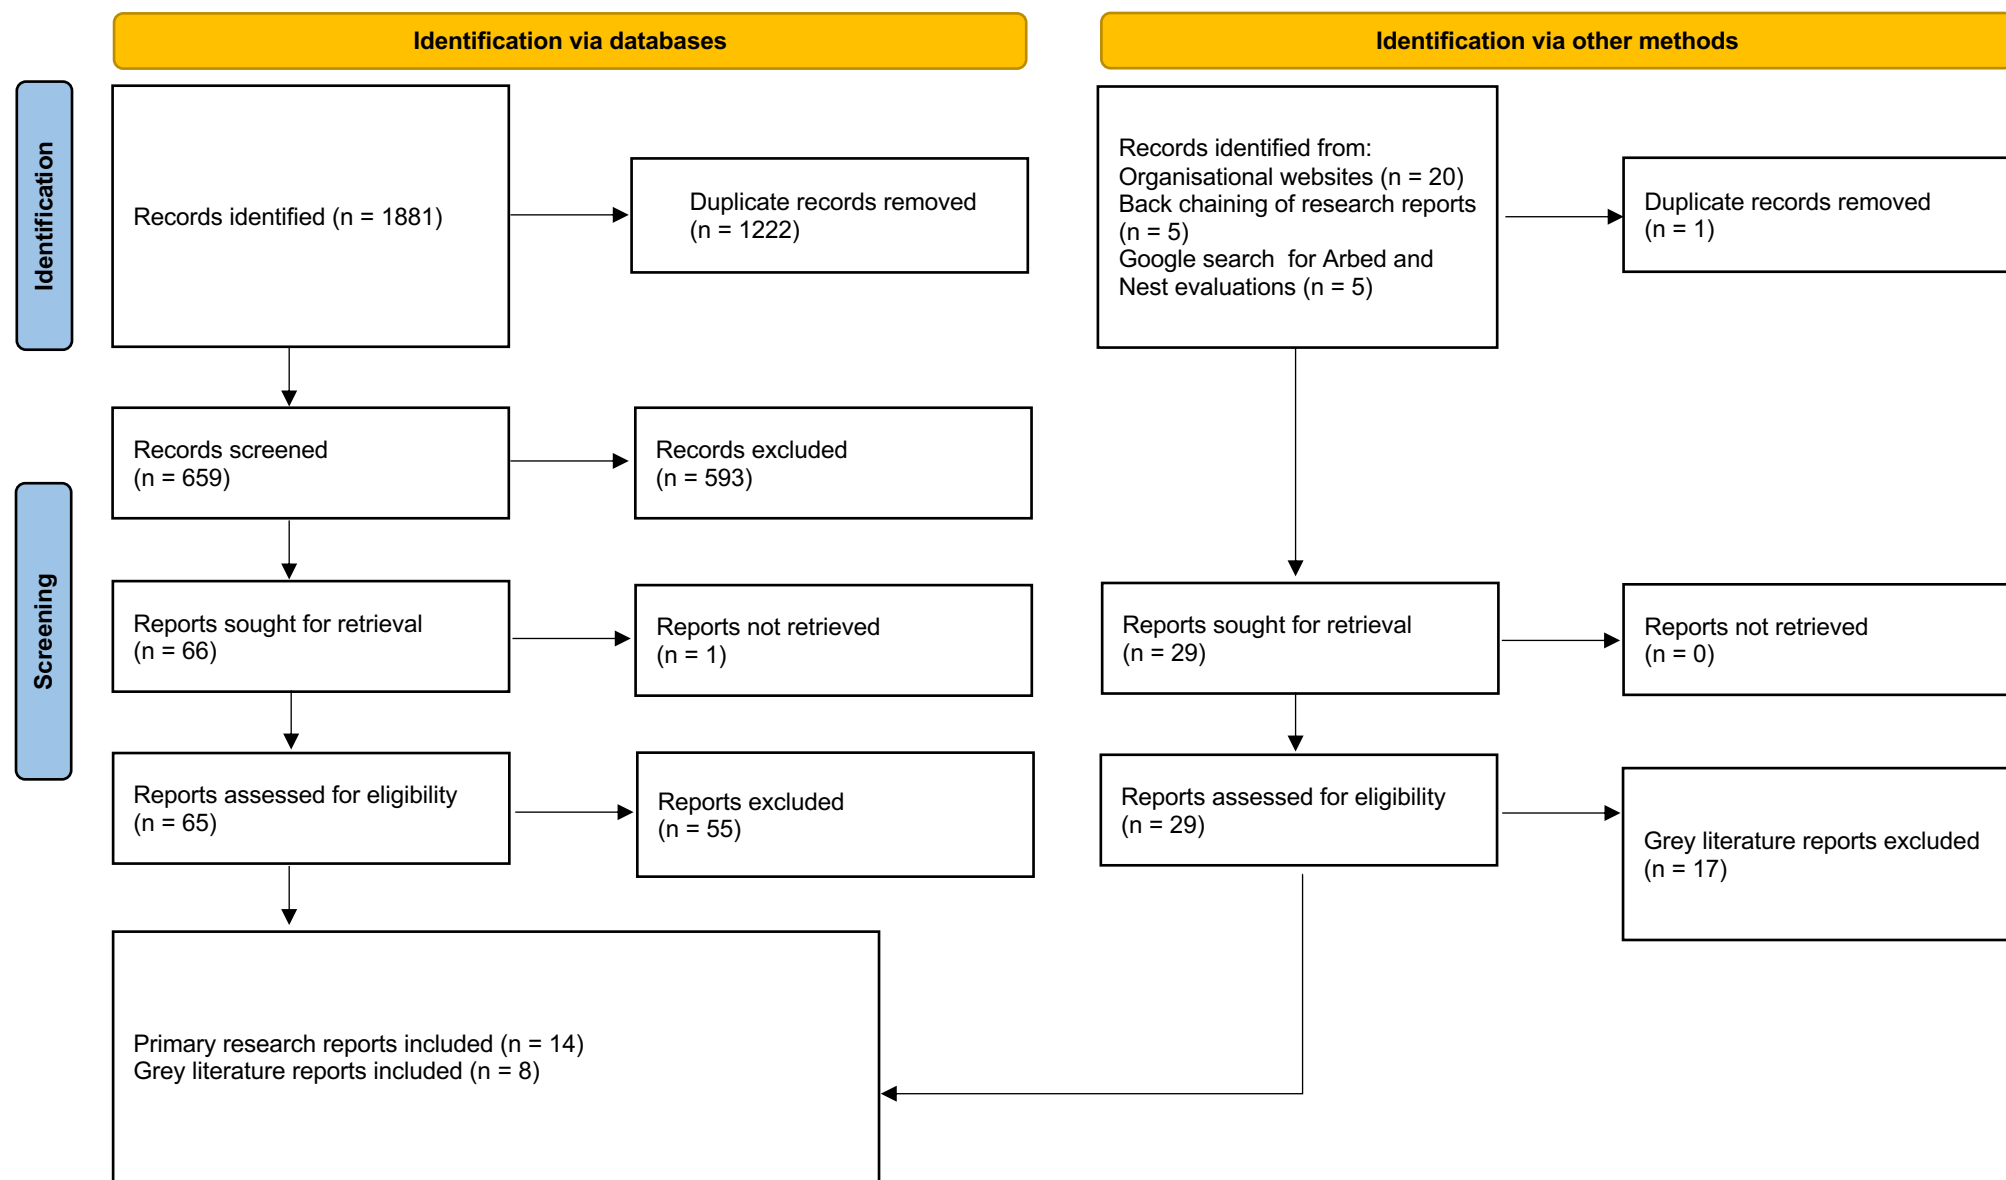 Identification via databases
Identification via other methods
Identification
Records identified (n = 1881)
Duplicate records removed
(n = 1222)
Records identified from:
Organisational websites (n = 20)
Back chaining of research reports
(n = 5)
Google search  for Arbed and
Nest evaluations (n = 5)
Duplicate records removed
(n = 1)
Screening
Records screened
(n = 659)
Records excluded
(n = 593)
Reports sought for retrieval
(n = 66)
Reports not retrieved
(n = 1)
Reports sought for retrieval
(n = 29)
Reports not retrieved
(n = 0)
Reports assessed for eligibility
(n = 65)
Reports excluded
(n = 55)
Reports assessed for eligibility
(n = 29)
Grey literature reports excluded
(n = 17)
Primary research reports included (n = 14)
Grey literature reports included (n = 8)